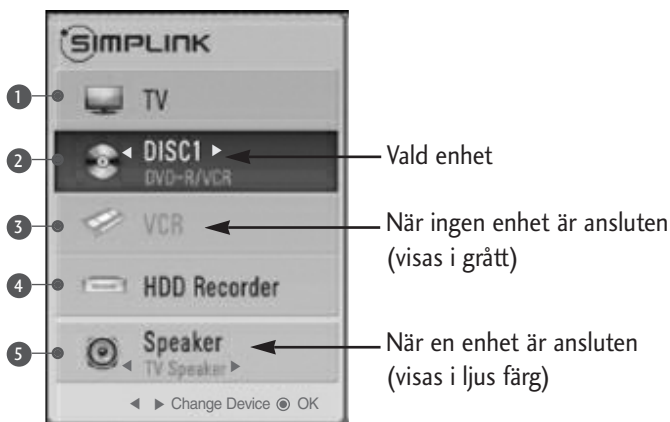 SIMPLINK
1 TV
2 ◀ DISC1 ▶ Vald enhet
DVD-R/VCR
3 VCR När ingen enhet är ansluten
(visas i grått)
4 HDD Recorder
5 Speaker När en enhet är ansluten
◀ TV Speaker ▶ (visas i ljus färg)
◀ ▶ Change Device ◉ OK